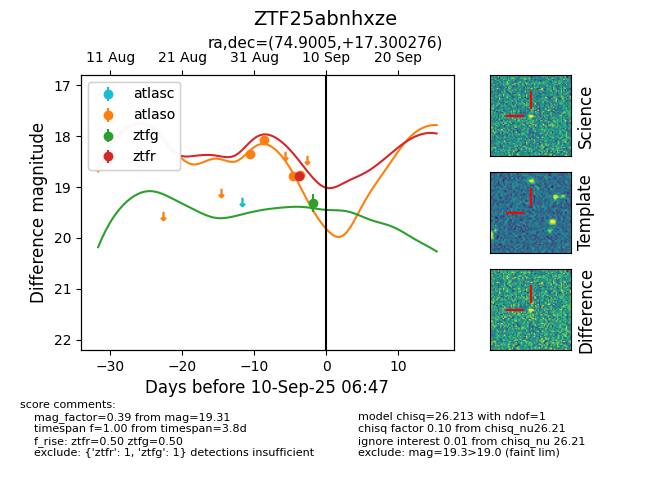 ZTF25abnhxze
ra,dec=(74.9005,+17.300276)
11 Aug 21 Aug 31 Aug 10 Sep 20 Sep
atlasc
atlaso
ztfg
ztfr
17
18
19
20
21
22
Difference magnitude
−30 −20 −10 0 10
Days before 10-Sep-25 06:47
Science
Template
Difference
score comments:
mag_factor=0.39 from mag=19.31
timespan f=1.00 from timespan=3.8d
f_rise: ztfr=0.50 ztfg=0.50
exclude: {'ztfr': 1, 'ztfg': 1} detections insufficient
model chisq=26.213 with ndof=1
chisq factor 0.10 from chisq_nu26.21
ignore interest 0.01 from chisq_nu 26.21
exclude: mag=19.3>19.0 (faint lim)